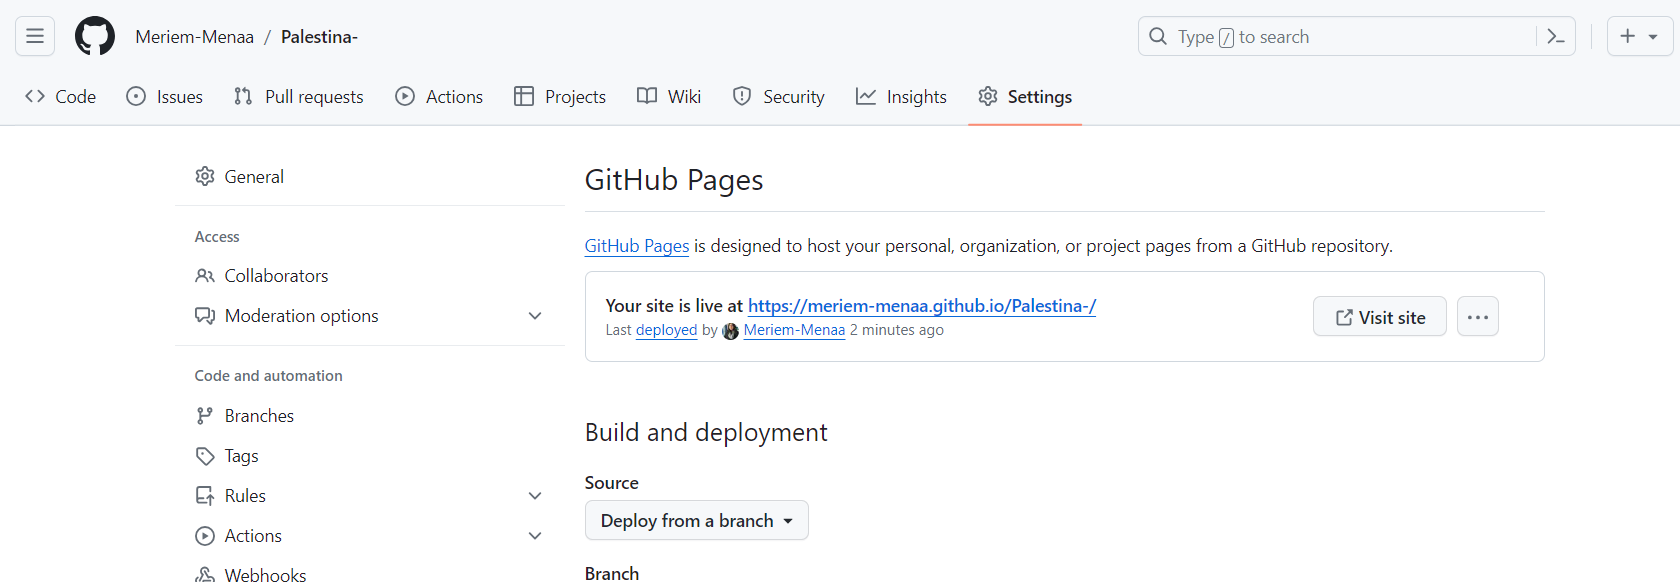 Meriem-Menaa / Palestina-
Type / to search
Code Issues Pull requests Actions Projects Wiki Security Insights Settings
General
Access
Collaborators
Moderation options
Code and automation
Branches
Tags
Rules
Actions
Webhooks
GitHub Pages
GitHub Pages is designed to host your personal, organization, or project pages from a GitHub repository.
Your site is live at https://meriem-menaa.github.io/Palestina-/
Last deployed by Meriem-Menaa 2 minutes ago
Visit site
Build and deployment
Source
Deploy from a branch
Branch